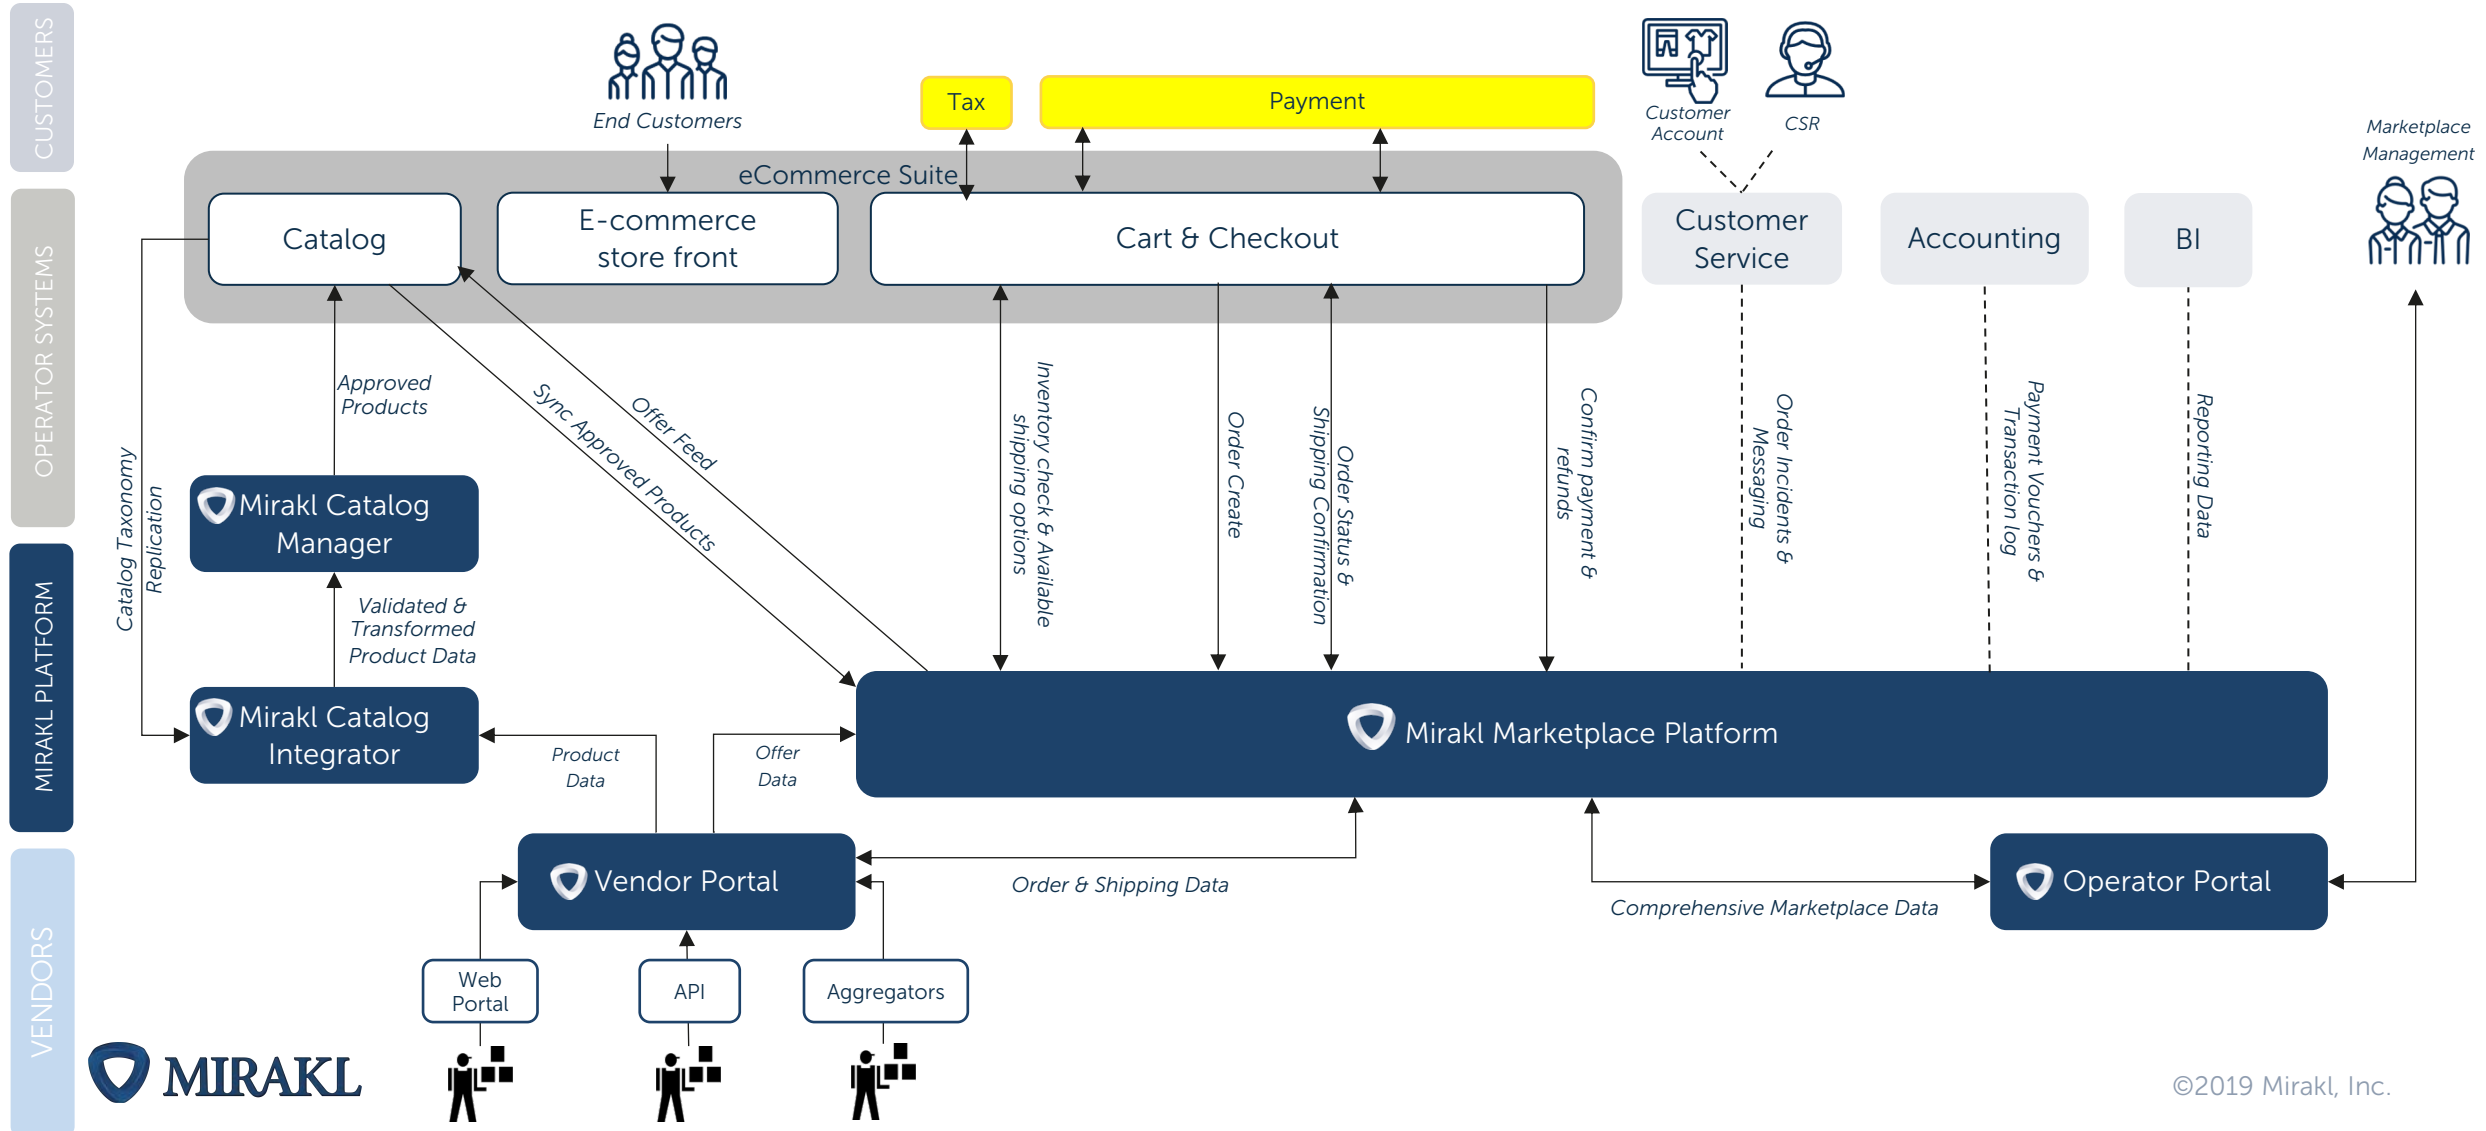 CUSTOMERS
OPERATOR SYSTEMS
MIRAKL PLATFORM
VENDORS
End Customers
Tax
Payment
Customer
Account
CSR
Marketplace
Management
eCommerce Suite
Catalog
E-commerce
store front
Cart & Checkout
Customer
Service
Accounting
BI
Catalog Taxonomy
Replication
Approved
Products
Sync Approved Products
Offer Feed
Inventory check & Available
shipping options
Order Create
Order Status &
Shipping Confirmation
Confirm payment &
refunds
Order Incidents &
Messaging
Payment Vouchers &
Transaction log
Reporting Data
Mirakl Catalog
Manager
Validated &
Transformed
Product Data
Mirakl Catalog
Integrator
Product
Data
Offer
Data
Mirakl Marketplace Platform
Vendor Portal
Order & Shipping Data
Comprehensive Marketplace Data
Operator Portal
Web
Portal
API
Aggregators
MIRAKL
©2019 Mirakl, Inc.